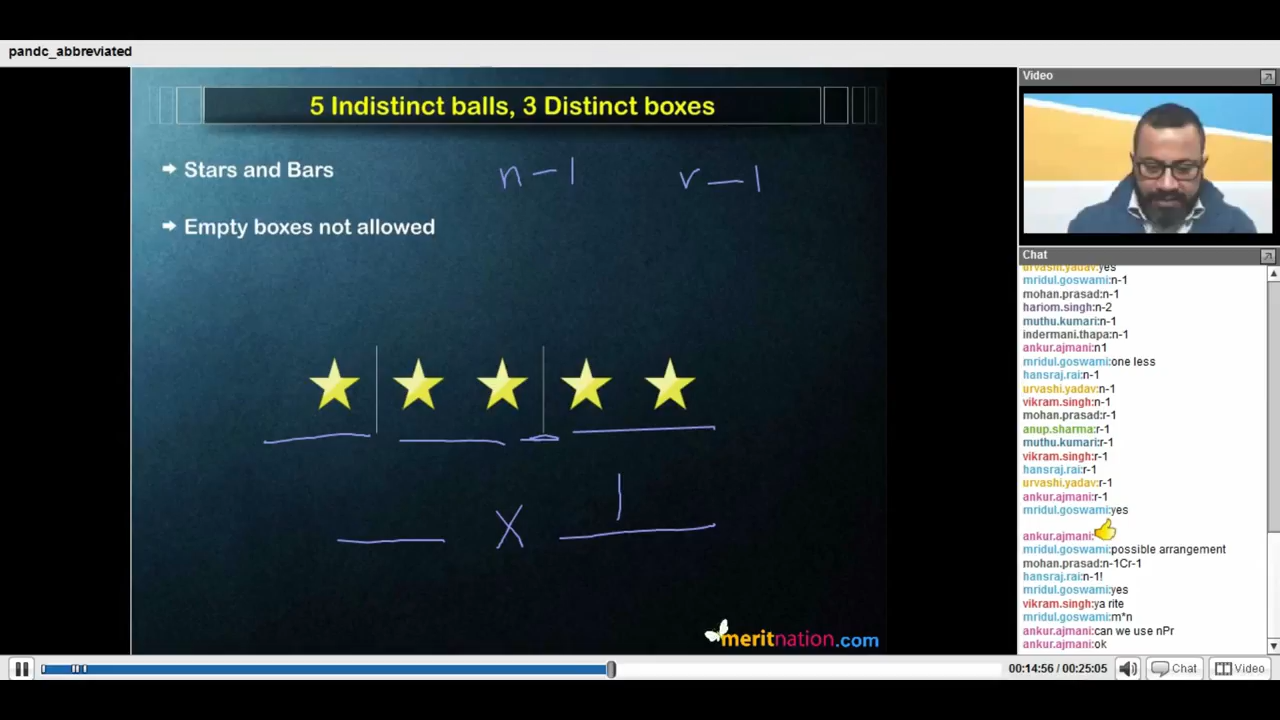 pandc_abbreviated
5 Indistinct balls, 3 Distinct boxes
Stars and Bars
n-1 r-1
Empty boxes not allowed
X 1
meritnation.com
Video
Chat
urvashi.yadav:yes
mridul.goswami:n-1
mohan.prasad:n-1
hariom.singh:n-2
muthu.kumari:n-1
indermani.thapa:n-1
ankur.ajmani:n1
mridul.goswami:one less
hansraj.rai:n-1
urvashi.yadav:n-1
vikram.singh:n-1
mohan.prasad:r-1
anup.sharma:r-1
muthu.kumari:r-1
vikram.singh:r-1
hansraj.rai:r-1
urvashi.yadav:r-1
ankur.ajmani:r-1
mridul.goswami:yes
ankur.ajmani:
mridul.goswami:possible arrangement
mohan.prasad:n-1Cr-1
hansraj.rai:n-1!
mridul.goswami:yes
vikram.singh:ya rite
mridul.goswami:m*n
ankur.ajmani:can we use nPr
ankur.ajmani:ok
00:14:56 / 00:25:05 Chat Video